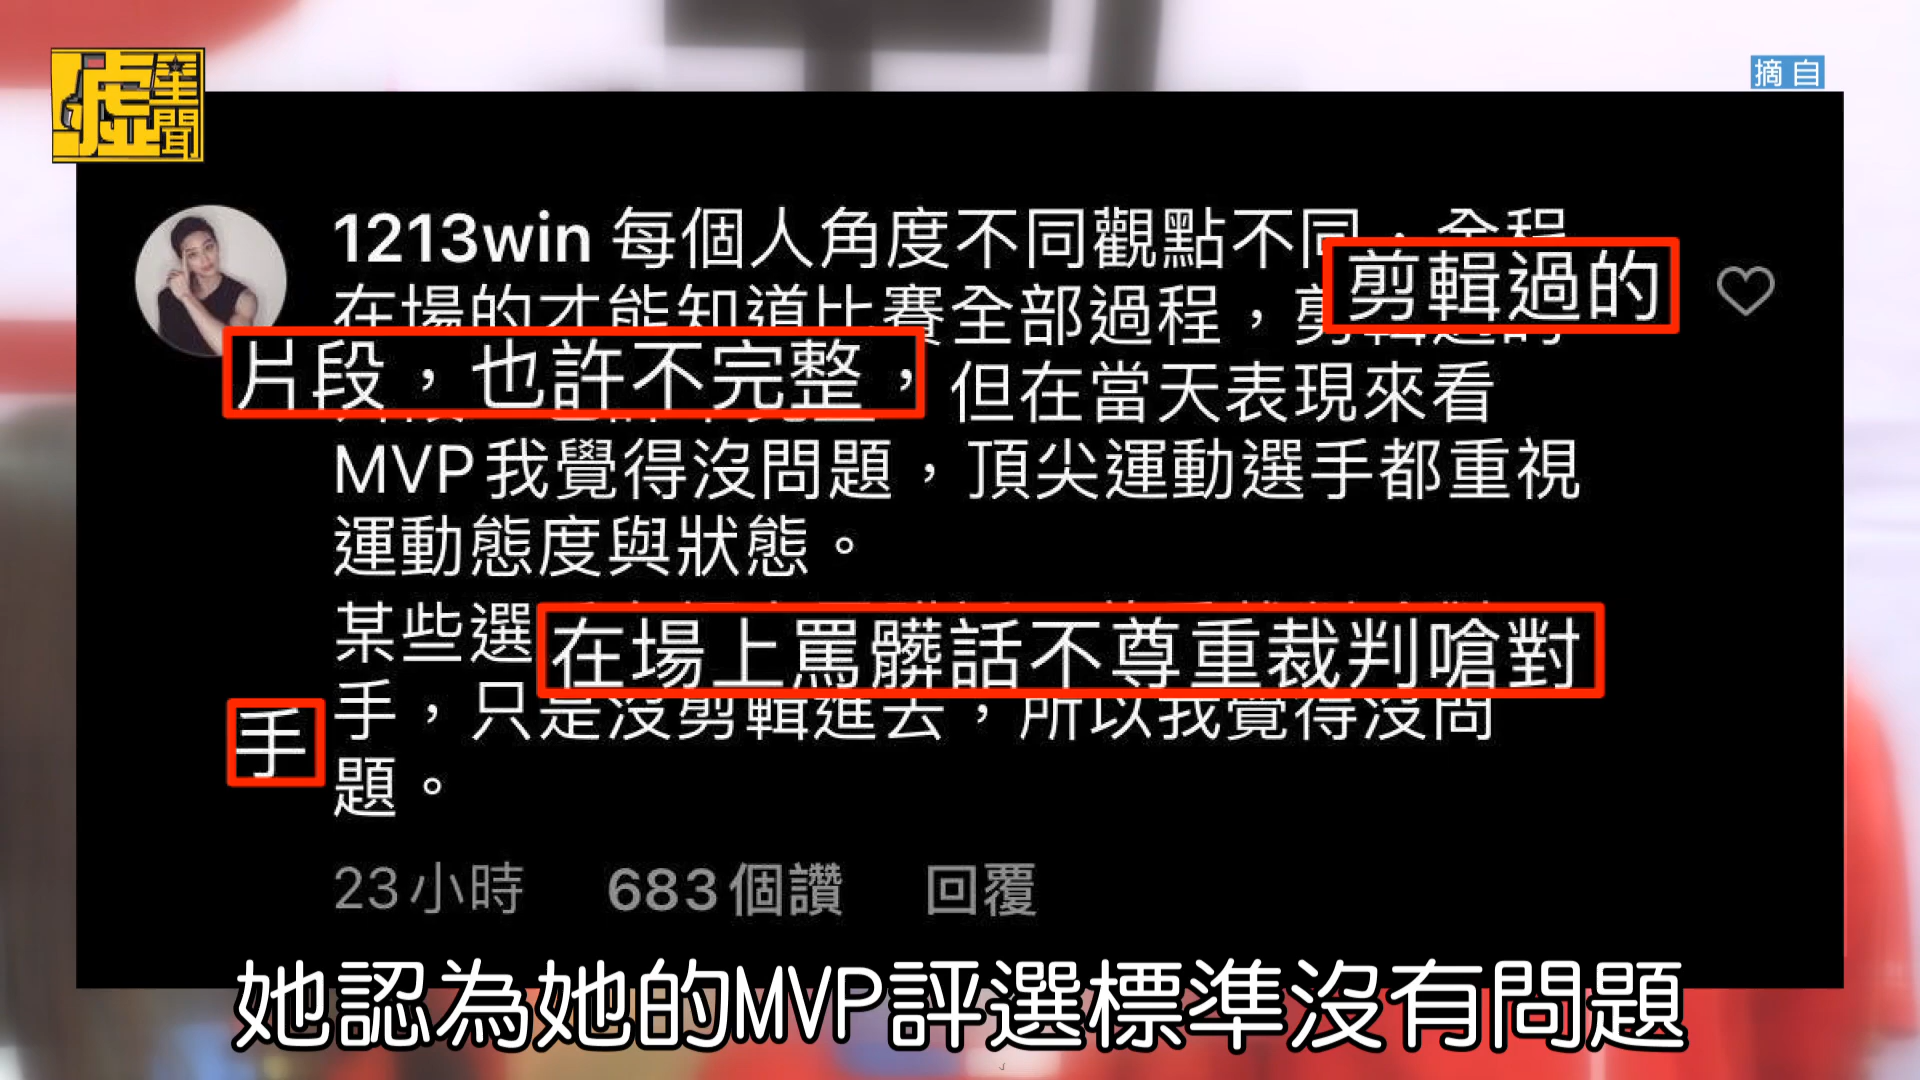 噓星聞
摘自
1213win 每個人角度不同觀點不同,全程
在場的才能知道比賽全部過程,剪輯過的
片段,也許不完整,但在當天表現來看
MVP我覺得沒問題,頂尖運動選手都重視
運動態度與狀態。
某些選手在場上罵髒話不尊重裁判嗆對
手,只是沒剪輯進去,所以我覺得沒問
題。
23小時 683個讚 回覆
她認為她的MVP評選標準沒有問題